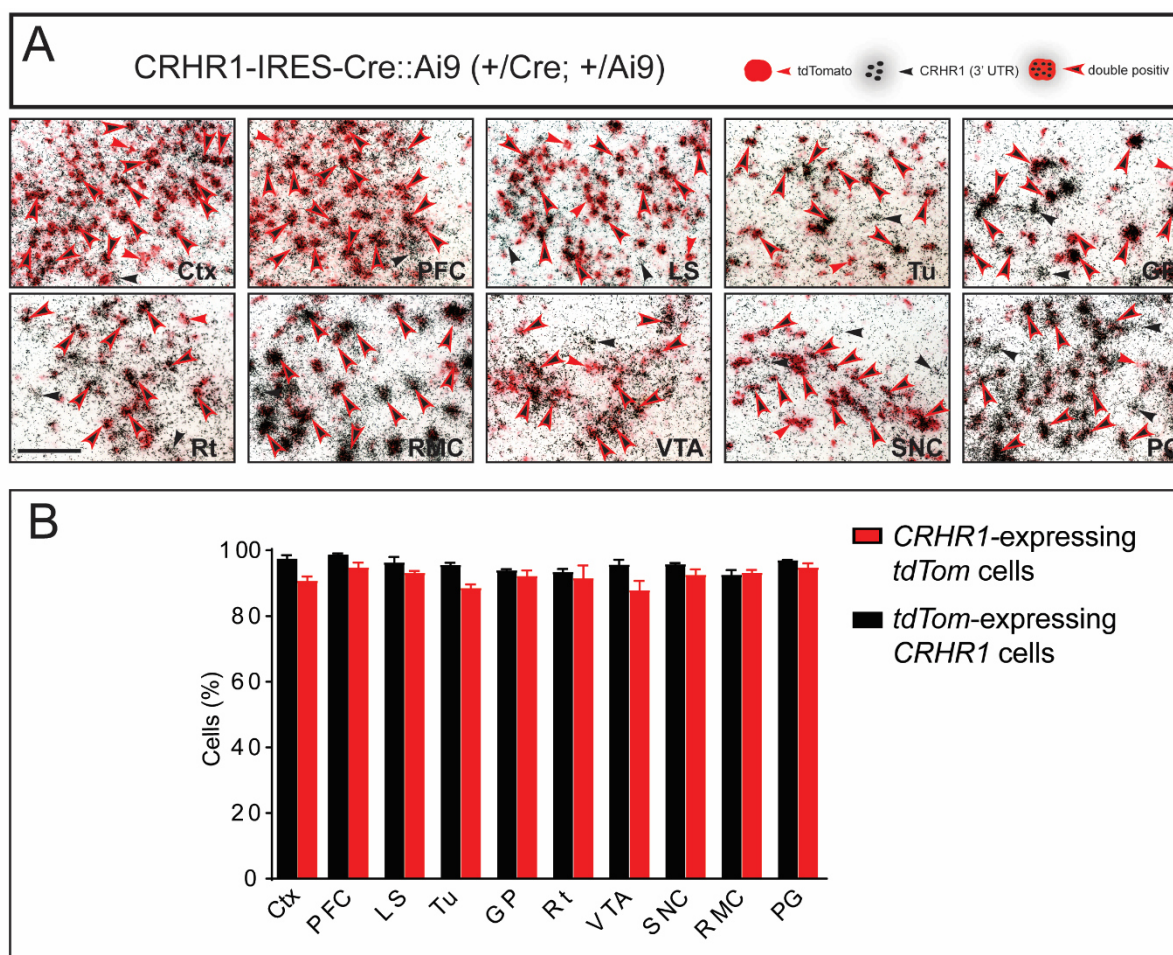 A
CRHR1-IRES-Cre::Ai9 (+/Cre; +/Ai9)
tdTomato
CRHR1 (3' UTR)
double positiv
Ctx
PFC
LS
Tu
Rt
RMC
VTA
SNC
B
100
80
60
40
20
0
Cells (%)
Ctx
PFC
LS
Tu
GP
Rt
VTA
SNC
RMC
PG
CRHR1-expressing
tdTom cells
tdTom-expressing
CRHR1 cells